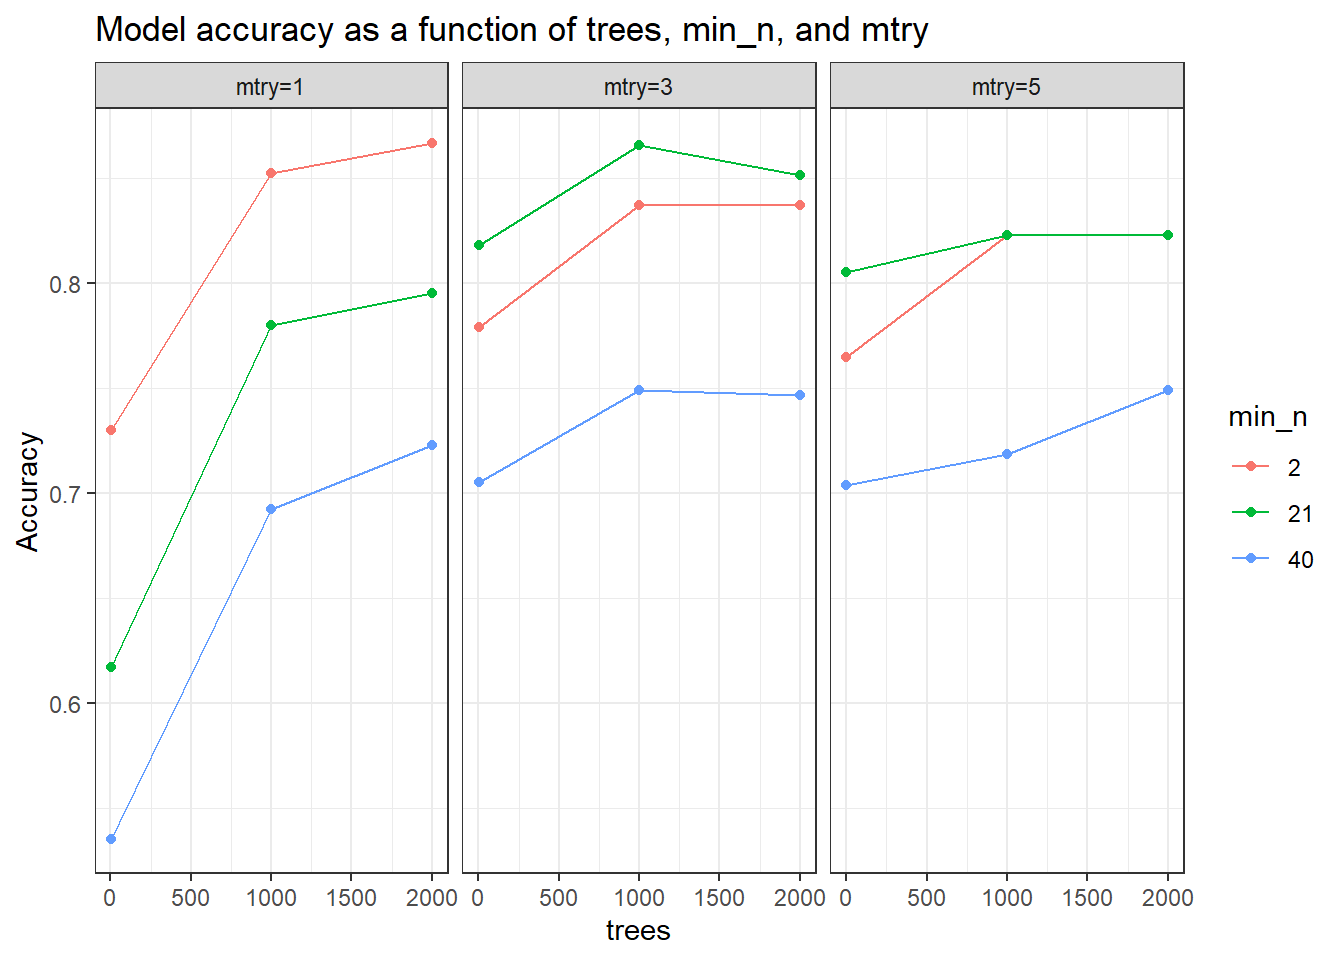 Model accuracy as a function of trees, min_n, and mtry
mtry=1
mtry=3
mtry=5
Accuracy
0.8
0.7
0.6
0 500 1000 1500 2000
0 500 1000 1500 2000
0 500 1000 1500 2000
trees
min_n
2
21
40